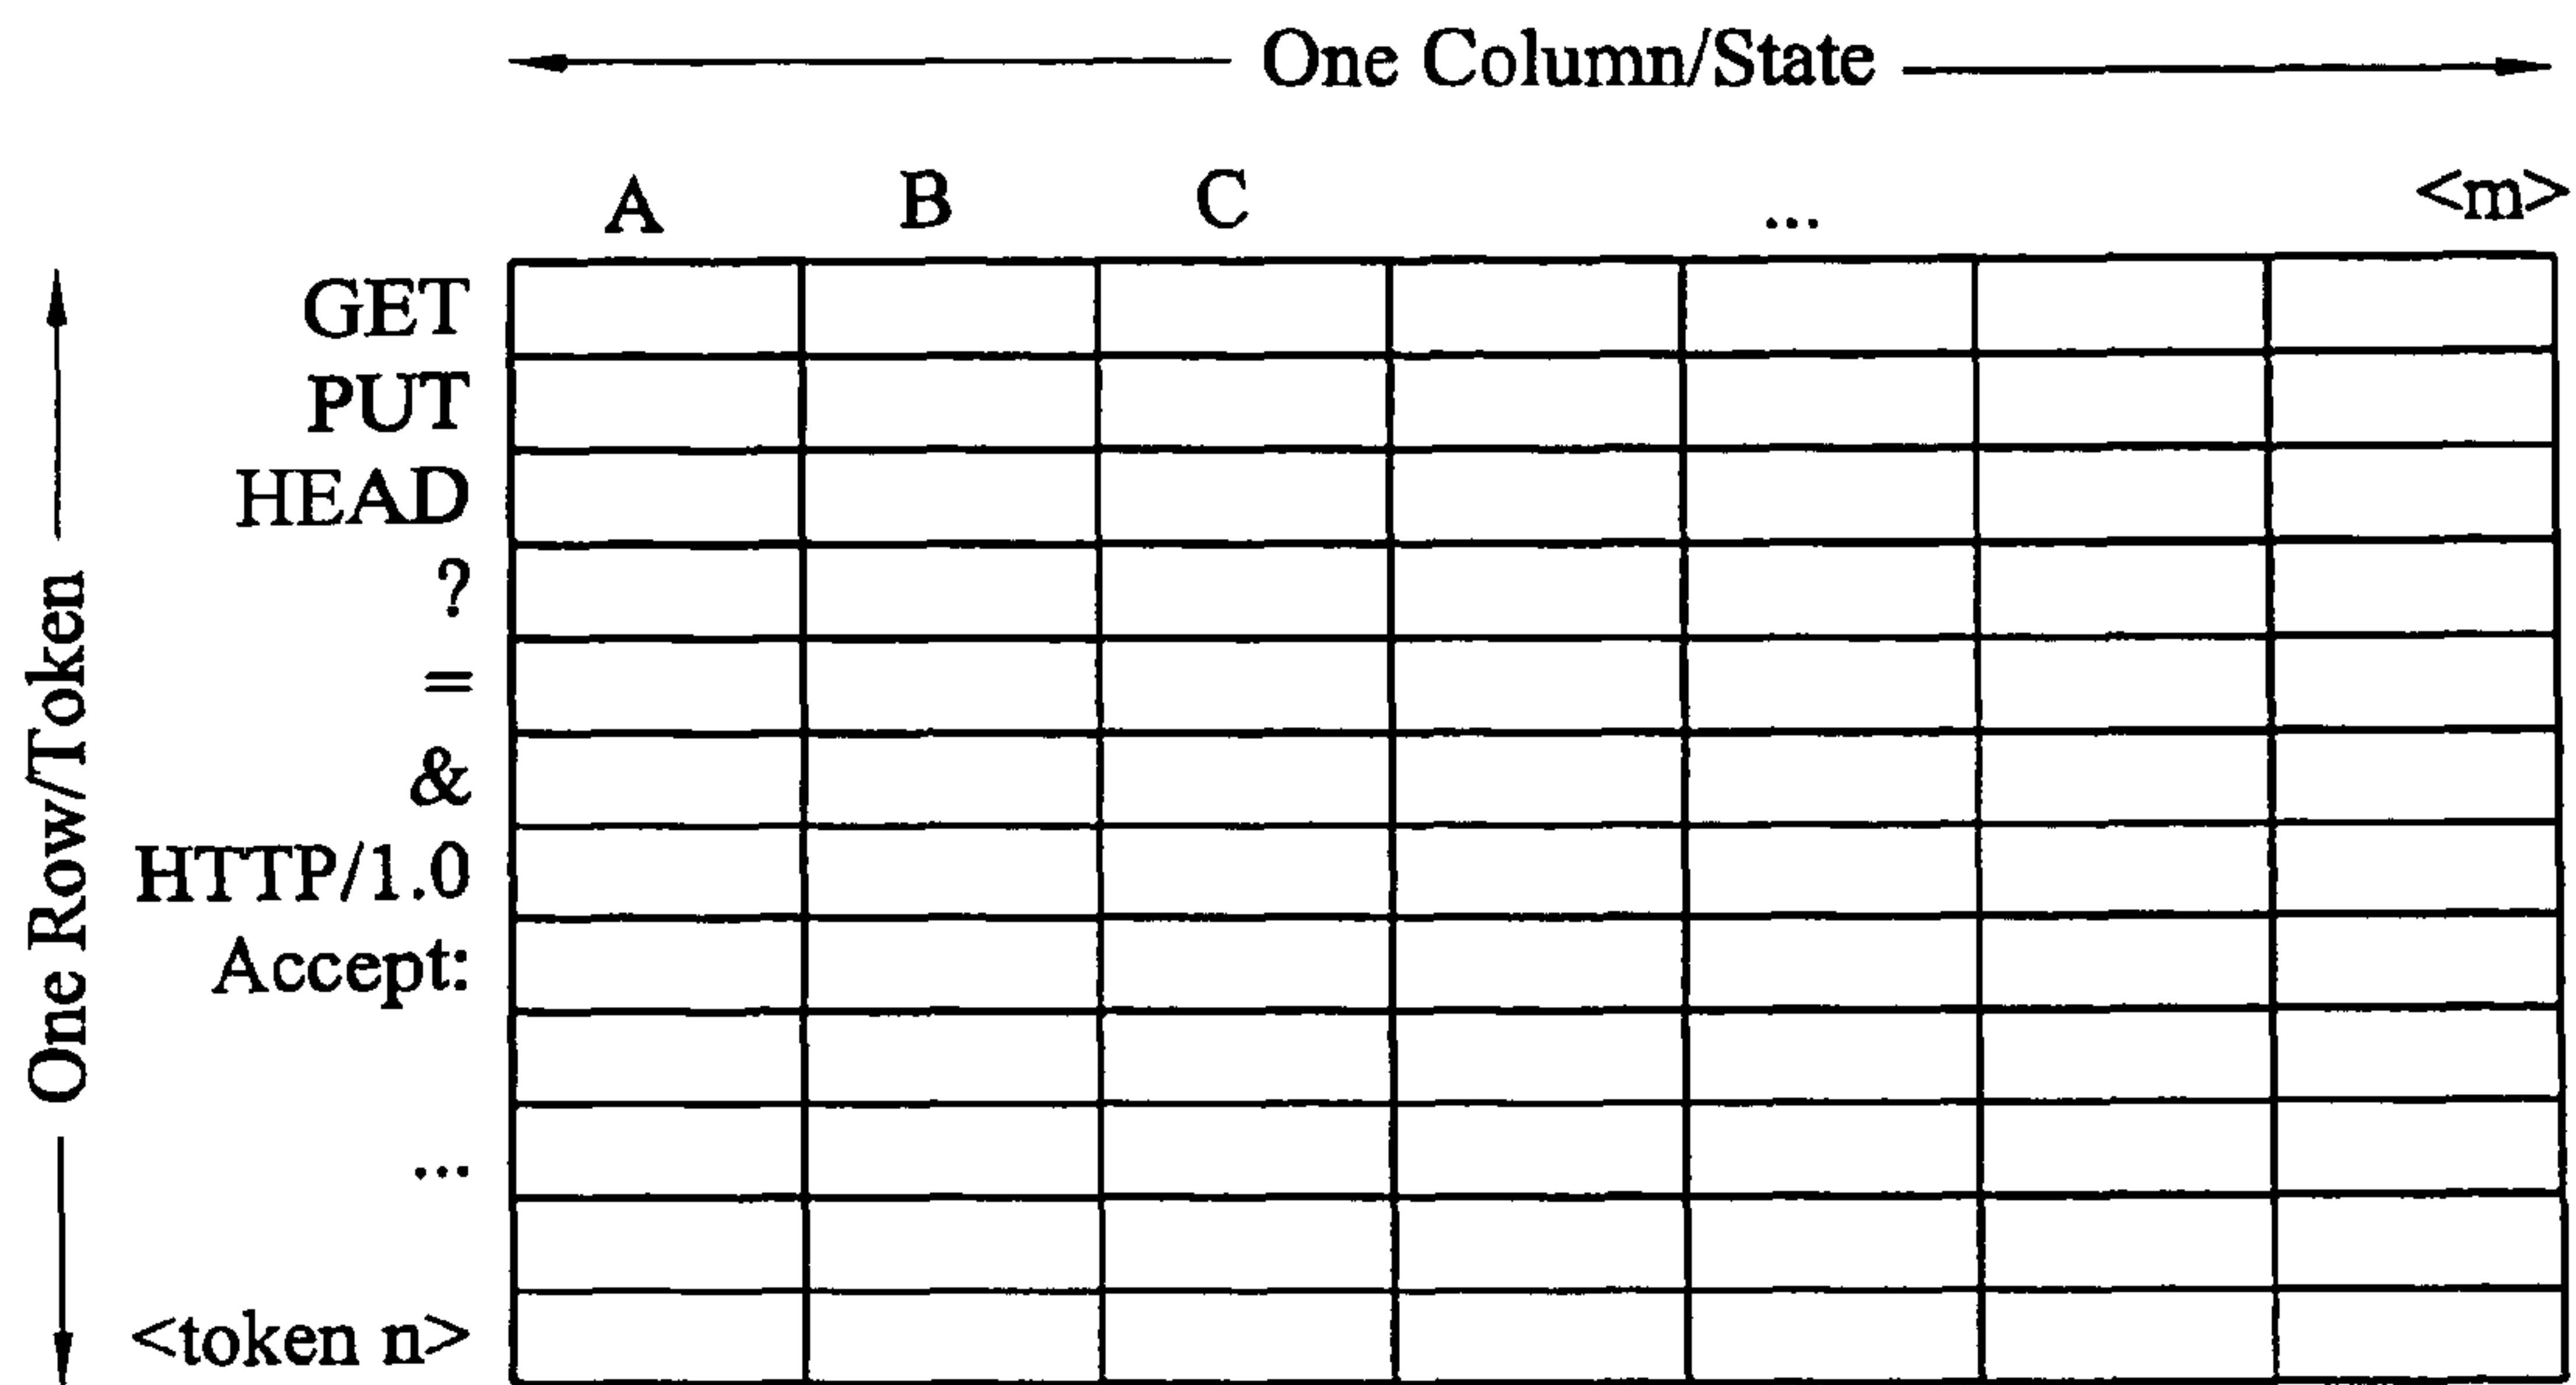 One Column/State
A B C ... <m>
One Row/Token
GET
PUT
HEAD
?
=
&
HTTP/1.0
Accept:
...
<token n>